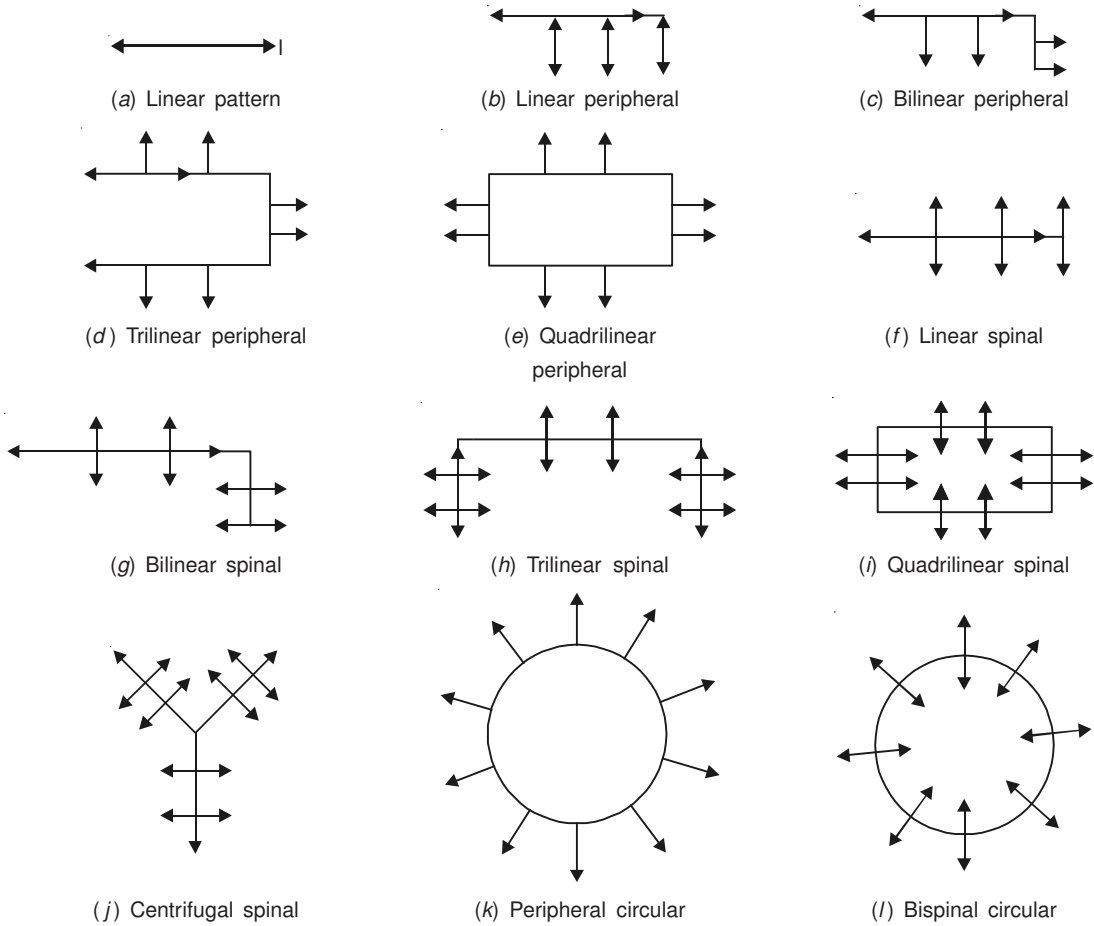 (a) Linear pattern
(b) Linear peripheral
(c) Bilinear peripheral
(d) Trilinear peripheral
(e) Quadrilinear
peripheral
(f) Linear spinal
(g) Bilinear spinal
(h) Trilinear spinal
(i) Quadrilinear spinal
(j) Centrifugal spinal
(k) Peripheral circular
(l) Bispinal circular